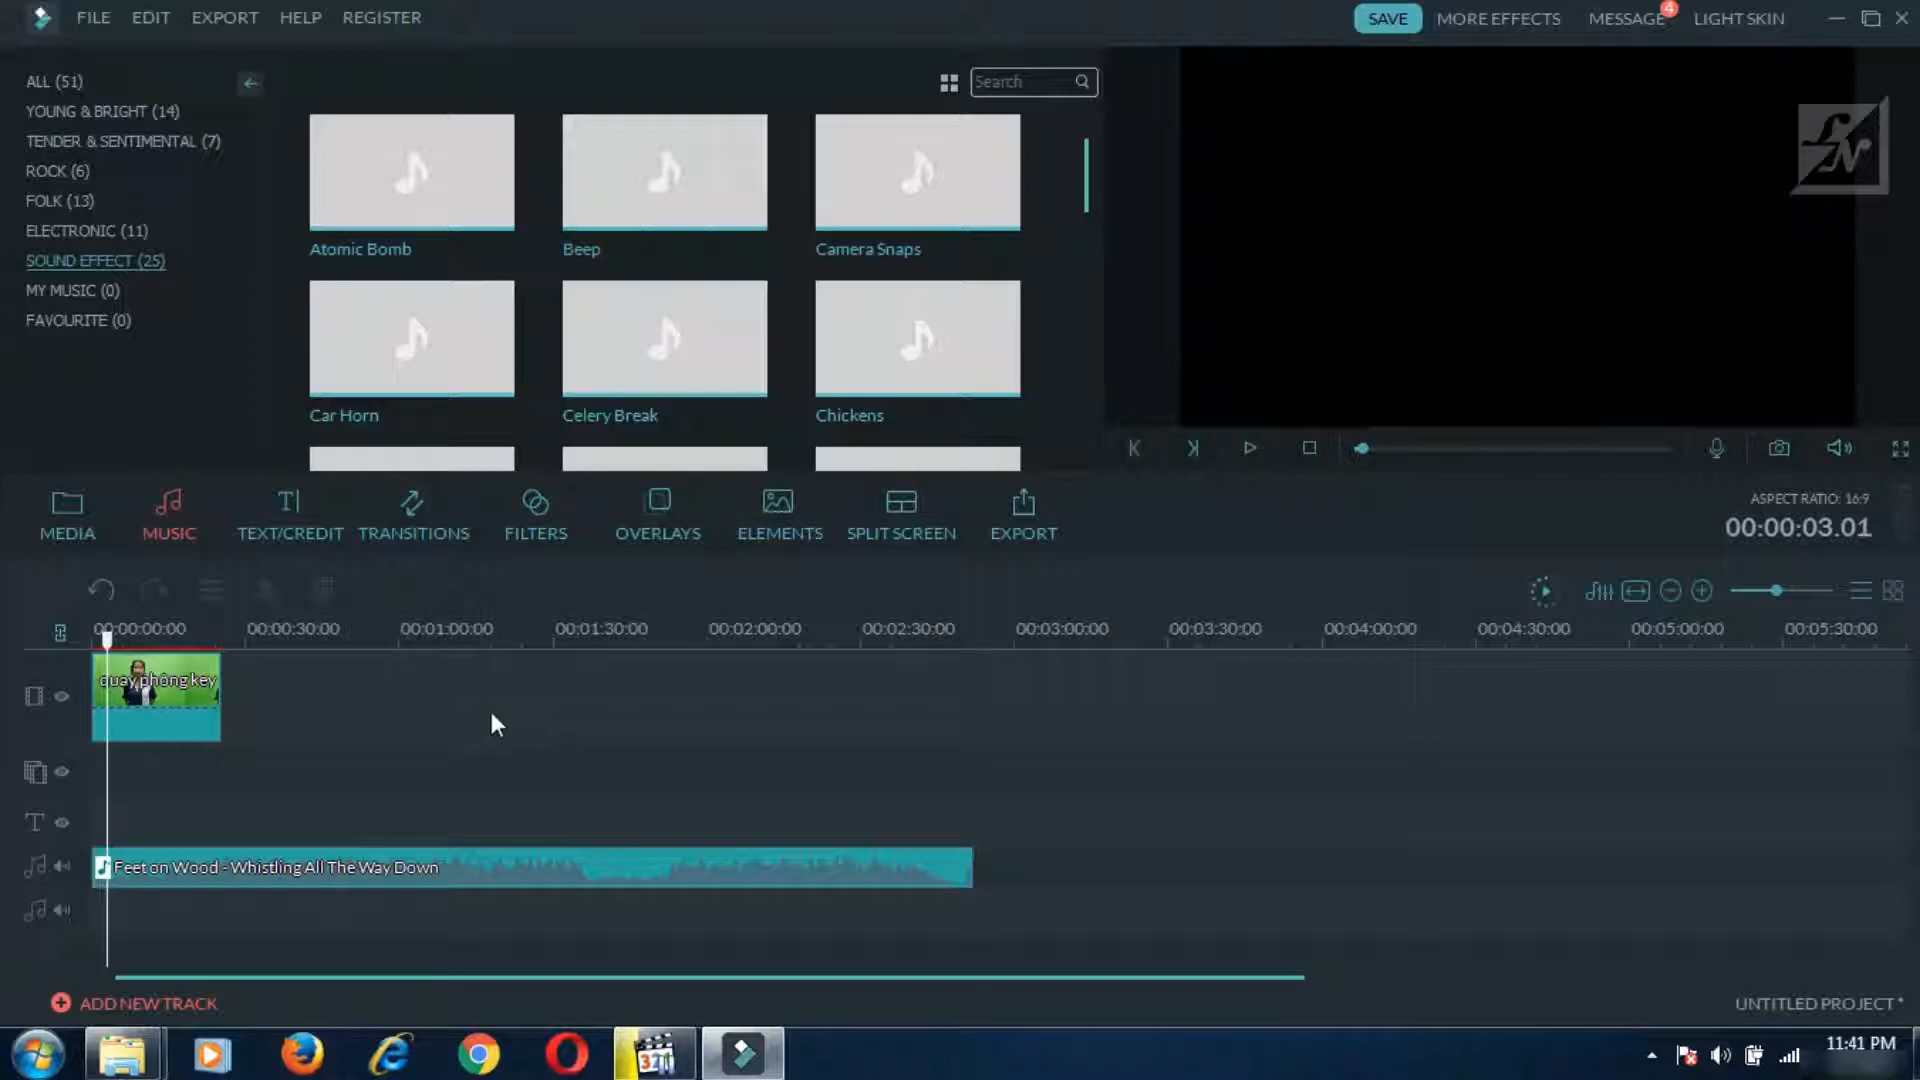 FILE EDIT EXPORT HELP REGISTER
SAVE MORE EFFECTS MESSAGE 4 LIGHT SKIN
ALL (51)
YOUNG & BRIGHT (14)
TENDER & SENTIMENTAL (7)
ROCK (6)
FOLK (13)
ELECTRONIC (11)
SOUND EFFECT (25)
MY MUSIC (0)
FAVOURITE (0)
Search
Atomic Bomb Beep Camera Snaps
Car Horn Celery Break Chickens
MEDIA MUSIC TEXT/CREDIT TRANSITIONS FILTERS OVERLAYS ELEMENTS SPLIT SCREEN EXPORT
ASPECT RATIO: 16:9
00:00:03.01
00:00:00:00 00:00:30:00 00:01:00:00 00:01:30:00 00:02:00:00 00:02:30:00 00:03:00:00 00:03:30:00 00:04:00:00 00:04:30:00 00:05:00:00 00:05:30:00
quay phông key
T
Feet on Wood - Whistling All The Way Down
ADD NEW TRACK
UNTITLED PROJECT *
321
11:41 PM